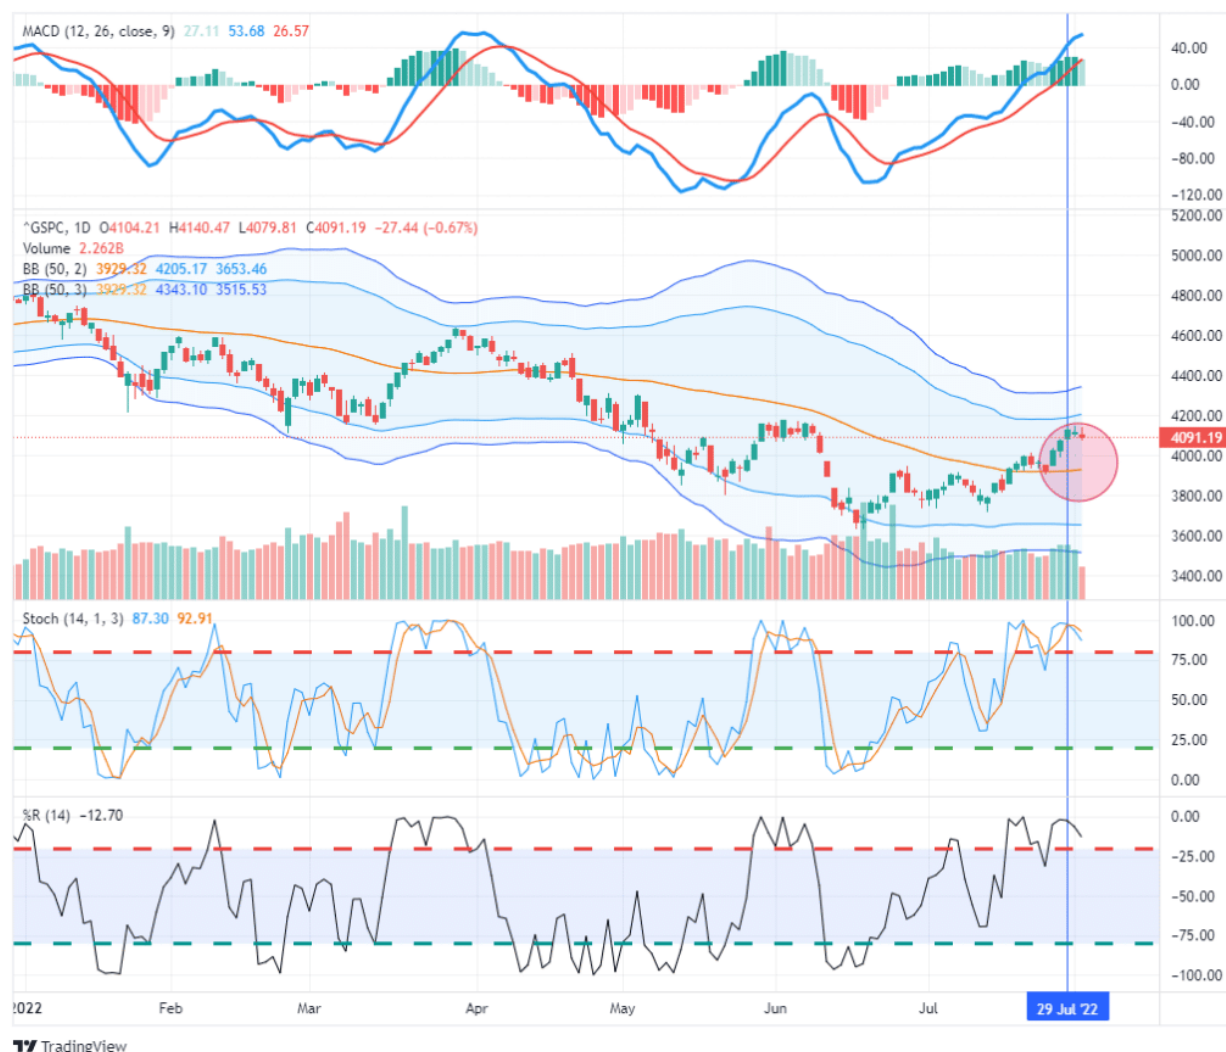 MACD (12, 26, close, 9) 27.11 53.68 26.57
40.00
0.00
−40.00
−80.00
−120.00
^GSPC, 1D O4104.21 H4140.47 L4079.81 C4091.19 −27.44 (−0.67%)
Volume 2.262B
BB (50, 2) 3929.32 4205.17 3653.46
BB (50, 3) 3929.32 4343.10 3515.53
5200.00
5000.00
4800.00
4600.00
4400.00
4200.00
4091.19
4000.00
3800.00
3600.00
3400.00
Stoch (14, 1, 3) 87.30 92.91
100.00
75.00
50.00
25.00
0.00
%R (14) −12.70
0.00
−25.00
−50.00
−75.00
−100.00
2022 Feb Mar Apr May Jun Jul 29 Jul '22
TradingView